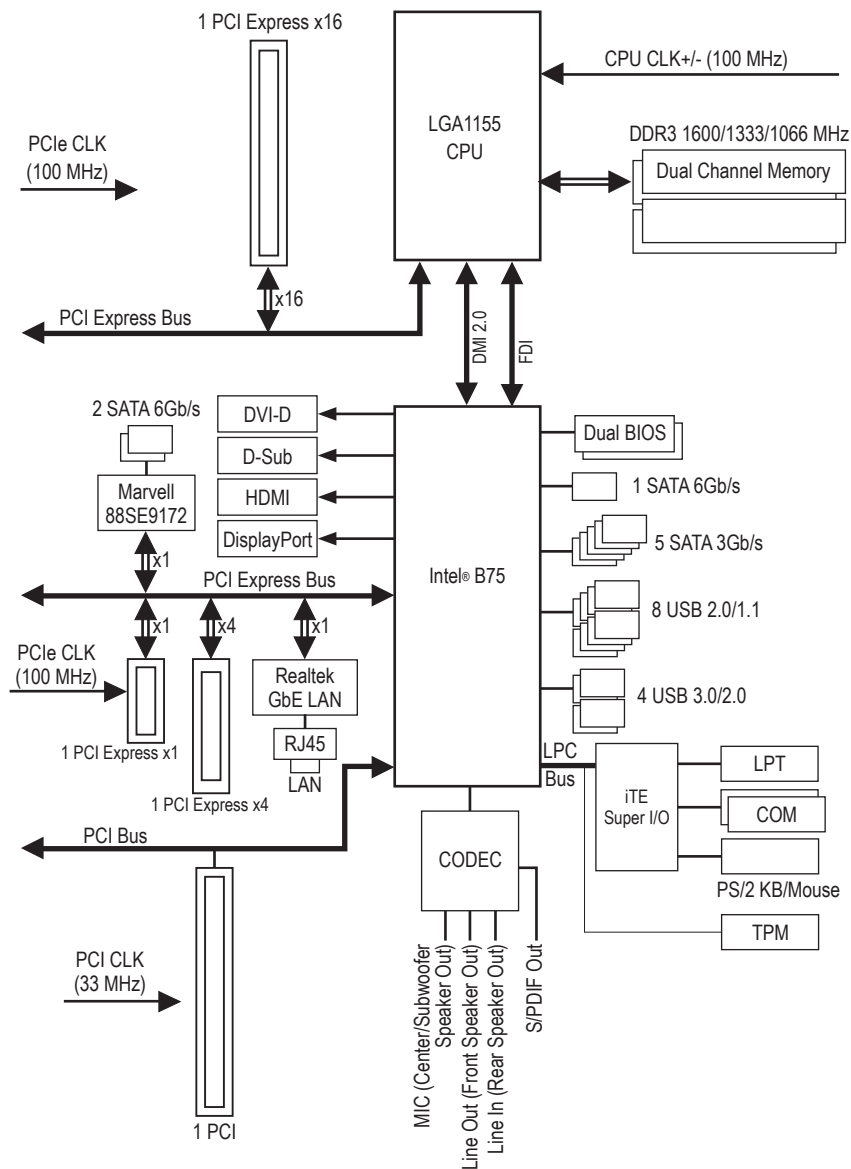 1 PCI Express x16
CPU CLK+/- (100 MHz)
LGA1155
CPU
DDR3 1600/1333/1066 MHz
Dual Channel Memory
PCIe CLK
(100 MHz)
x16
PCI Express Bus
DMI 2.0
FDI
2 SATA 6Gb/s
DVI-D
Dual BIOS
D-Sub
Marvell
88SE9172
HDMI
1 SATA 6Gb/s
DisplayPort
5 SATA 3Gb/s
x1
PCI Express Bus
Intel® B75
8 USB 2.0/1.1
x1
x4
x1
PCIe CLK
(100 MHz)
Realtek
GbE LAN
4 USB 3.0/2.0
RJ45
LAN
1 PCI Express x1
1 PCI Express x4
LPC
Bus
iTE
Super I/O
LPT
COM
PS/2 KB/Mouse
TPM
PCI Bus
CODEC
PCI CLK
(33 MHz)
MIC (Center/Subwoofer
Speaker Out)
Line Out (Front Speaker Out)
Line In (Rear Speaker Out)
S/PDIF Out
1 PCI